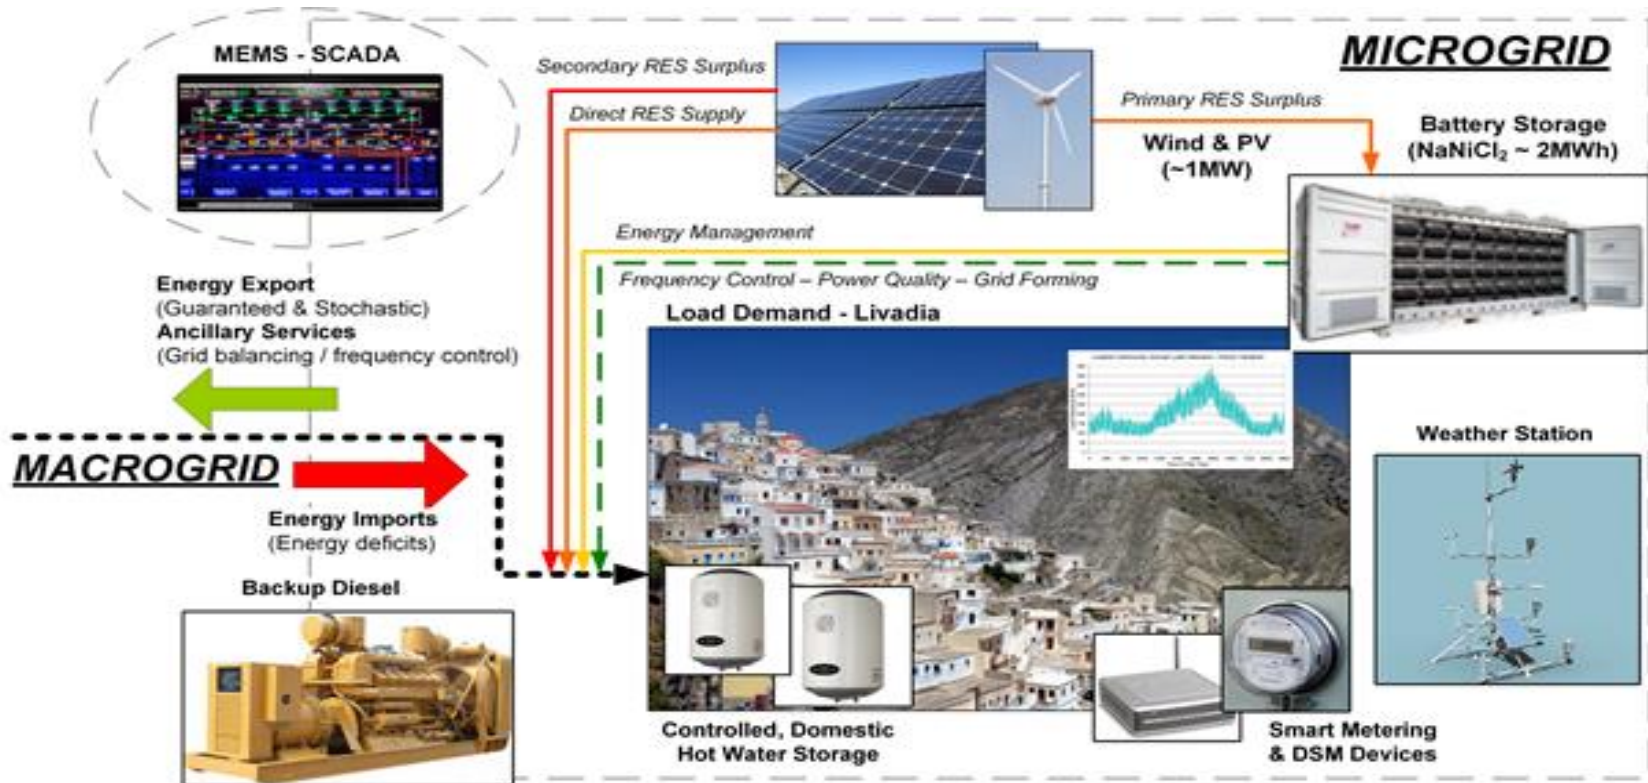 MEMS - SCADA
Secondary RES Surplus
Direct RES Supply
Primary RES Surplus
Wind & PV
(~1MW)
MICROGRID
Battery Storage
(NaNiCl₂ ~ 2MWh)
Energy Management
Frequency Control – Power Quality – Grid Forming
Energy Export
(Guaranteed & Stochastic)
Ancillary Services
(Grid balancing / frequency control)
Load Demand - Livadia
MACROGRID
Energy Imports
(Energy deficits)
Backup Diesel
Weather Station
Controlled, Domestic
Hot Water Storage
Smart Metering
& DSM Devices